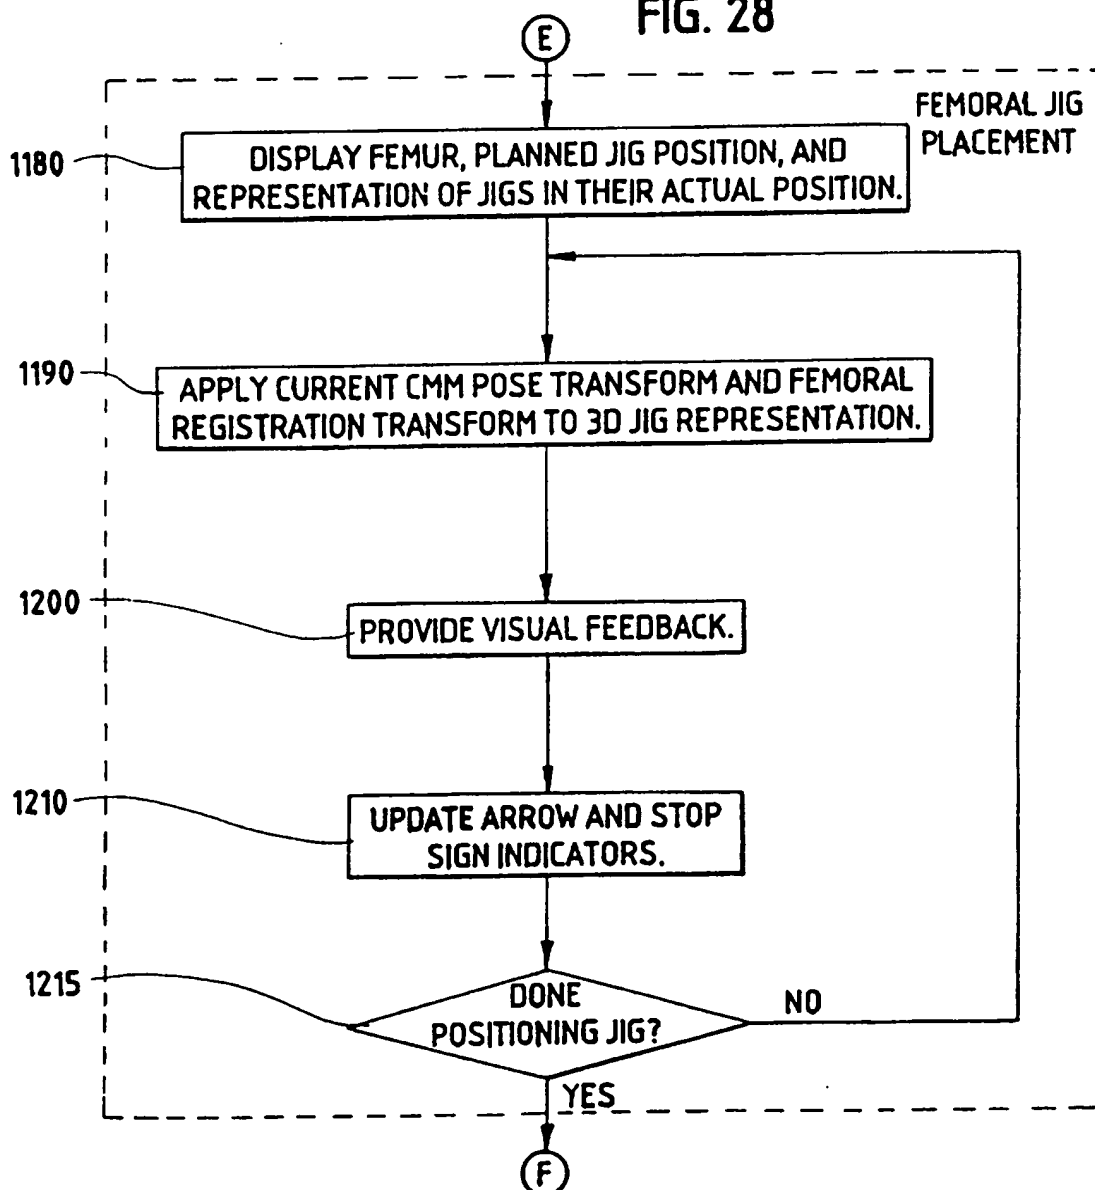 FIG. 28
E
FEMORAL JIG
PLACEMENT
1180
DISPLAY FEMUR, PLANNED JIG POSITION, AND
REPRESENTATION OF JIGS IN THEIR ACTUAL POSITION.
1190
APPLY CURRENT CMM POSE TRANSFORM AND FEMORAL
REGISTRATION TRANSFORM TO 3D JIG REPRESENTATION.
1200
PROVIDE VISUAL FEEDBACK.
1210
UPDATE ARROW AND STOP
SIGN INDICATORS.
1215
DONE
POSITIONING JIG?
NO
YES
F